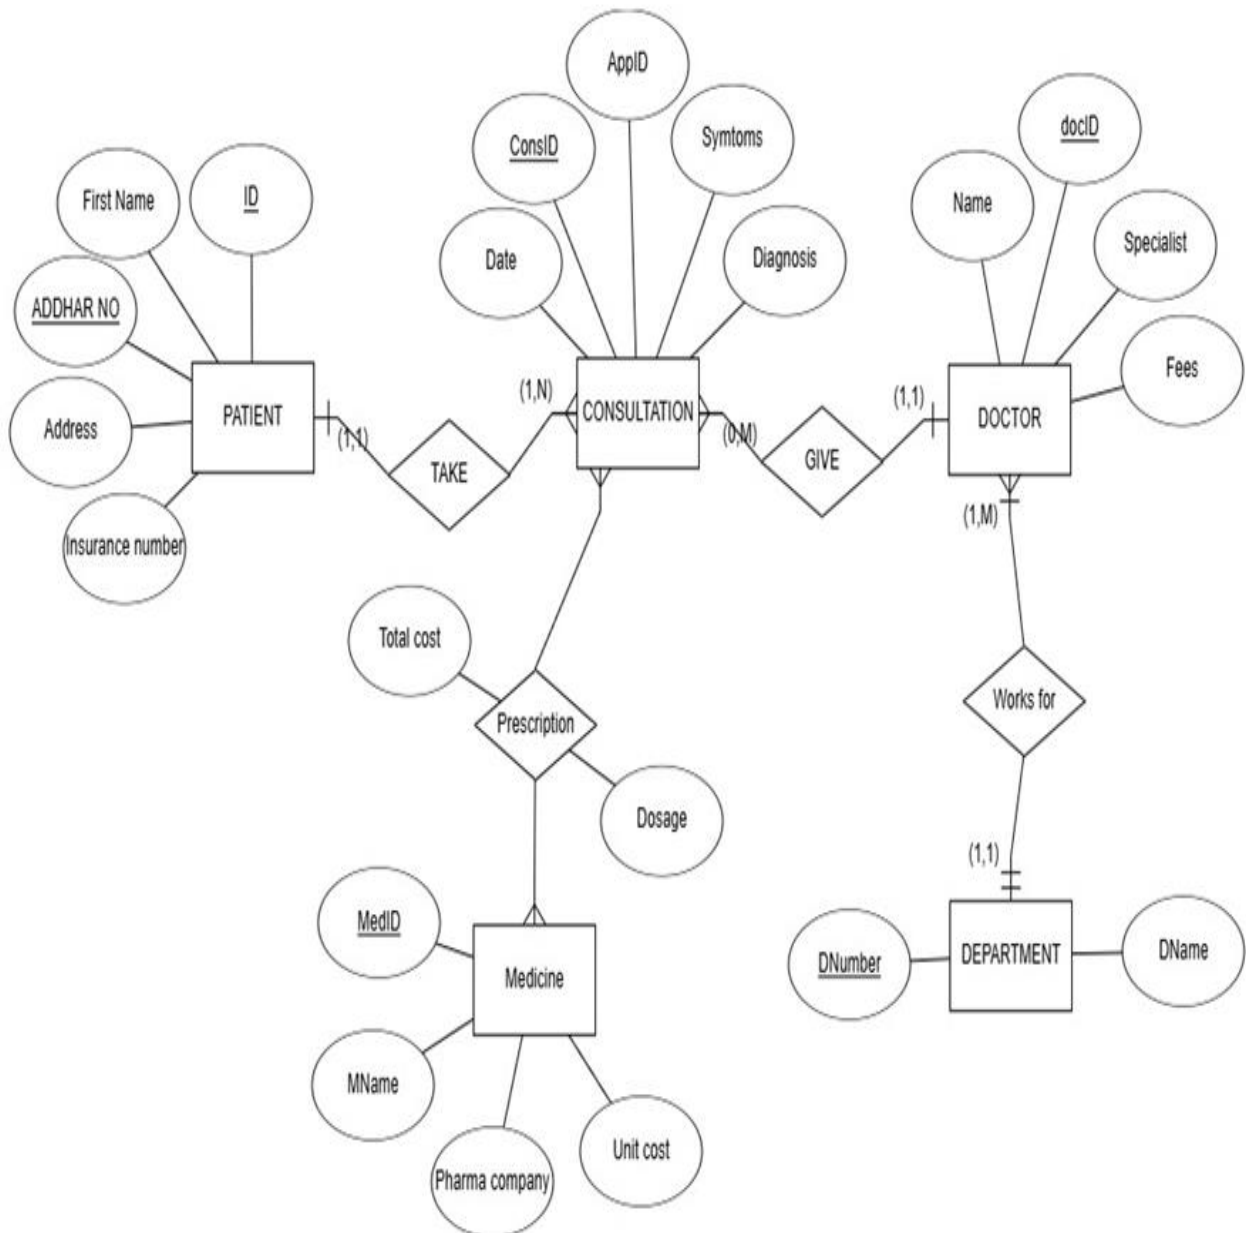 AppID
ConsID
Symtoms
docID
First Name
ID
Name
Date
Diagnosis
Specialist
ADDHAR NO
Fees
(1,N)
(1,1)
PATIENT
CONSULTATION
DOCTOR
Address
(1,1)
(0,M)
TAKE
GIVE
(1,M)
Insurance number
Total cost
Works for
Prescription
Dosage
(1,1)
MedID
DNumber
DEPARTMENT
DName
Medicine
MName
Unit cost
Pharma company